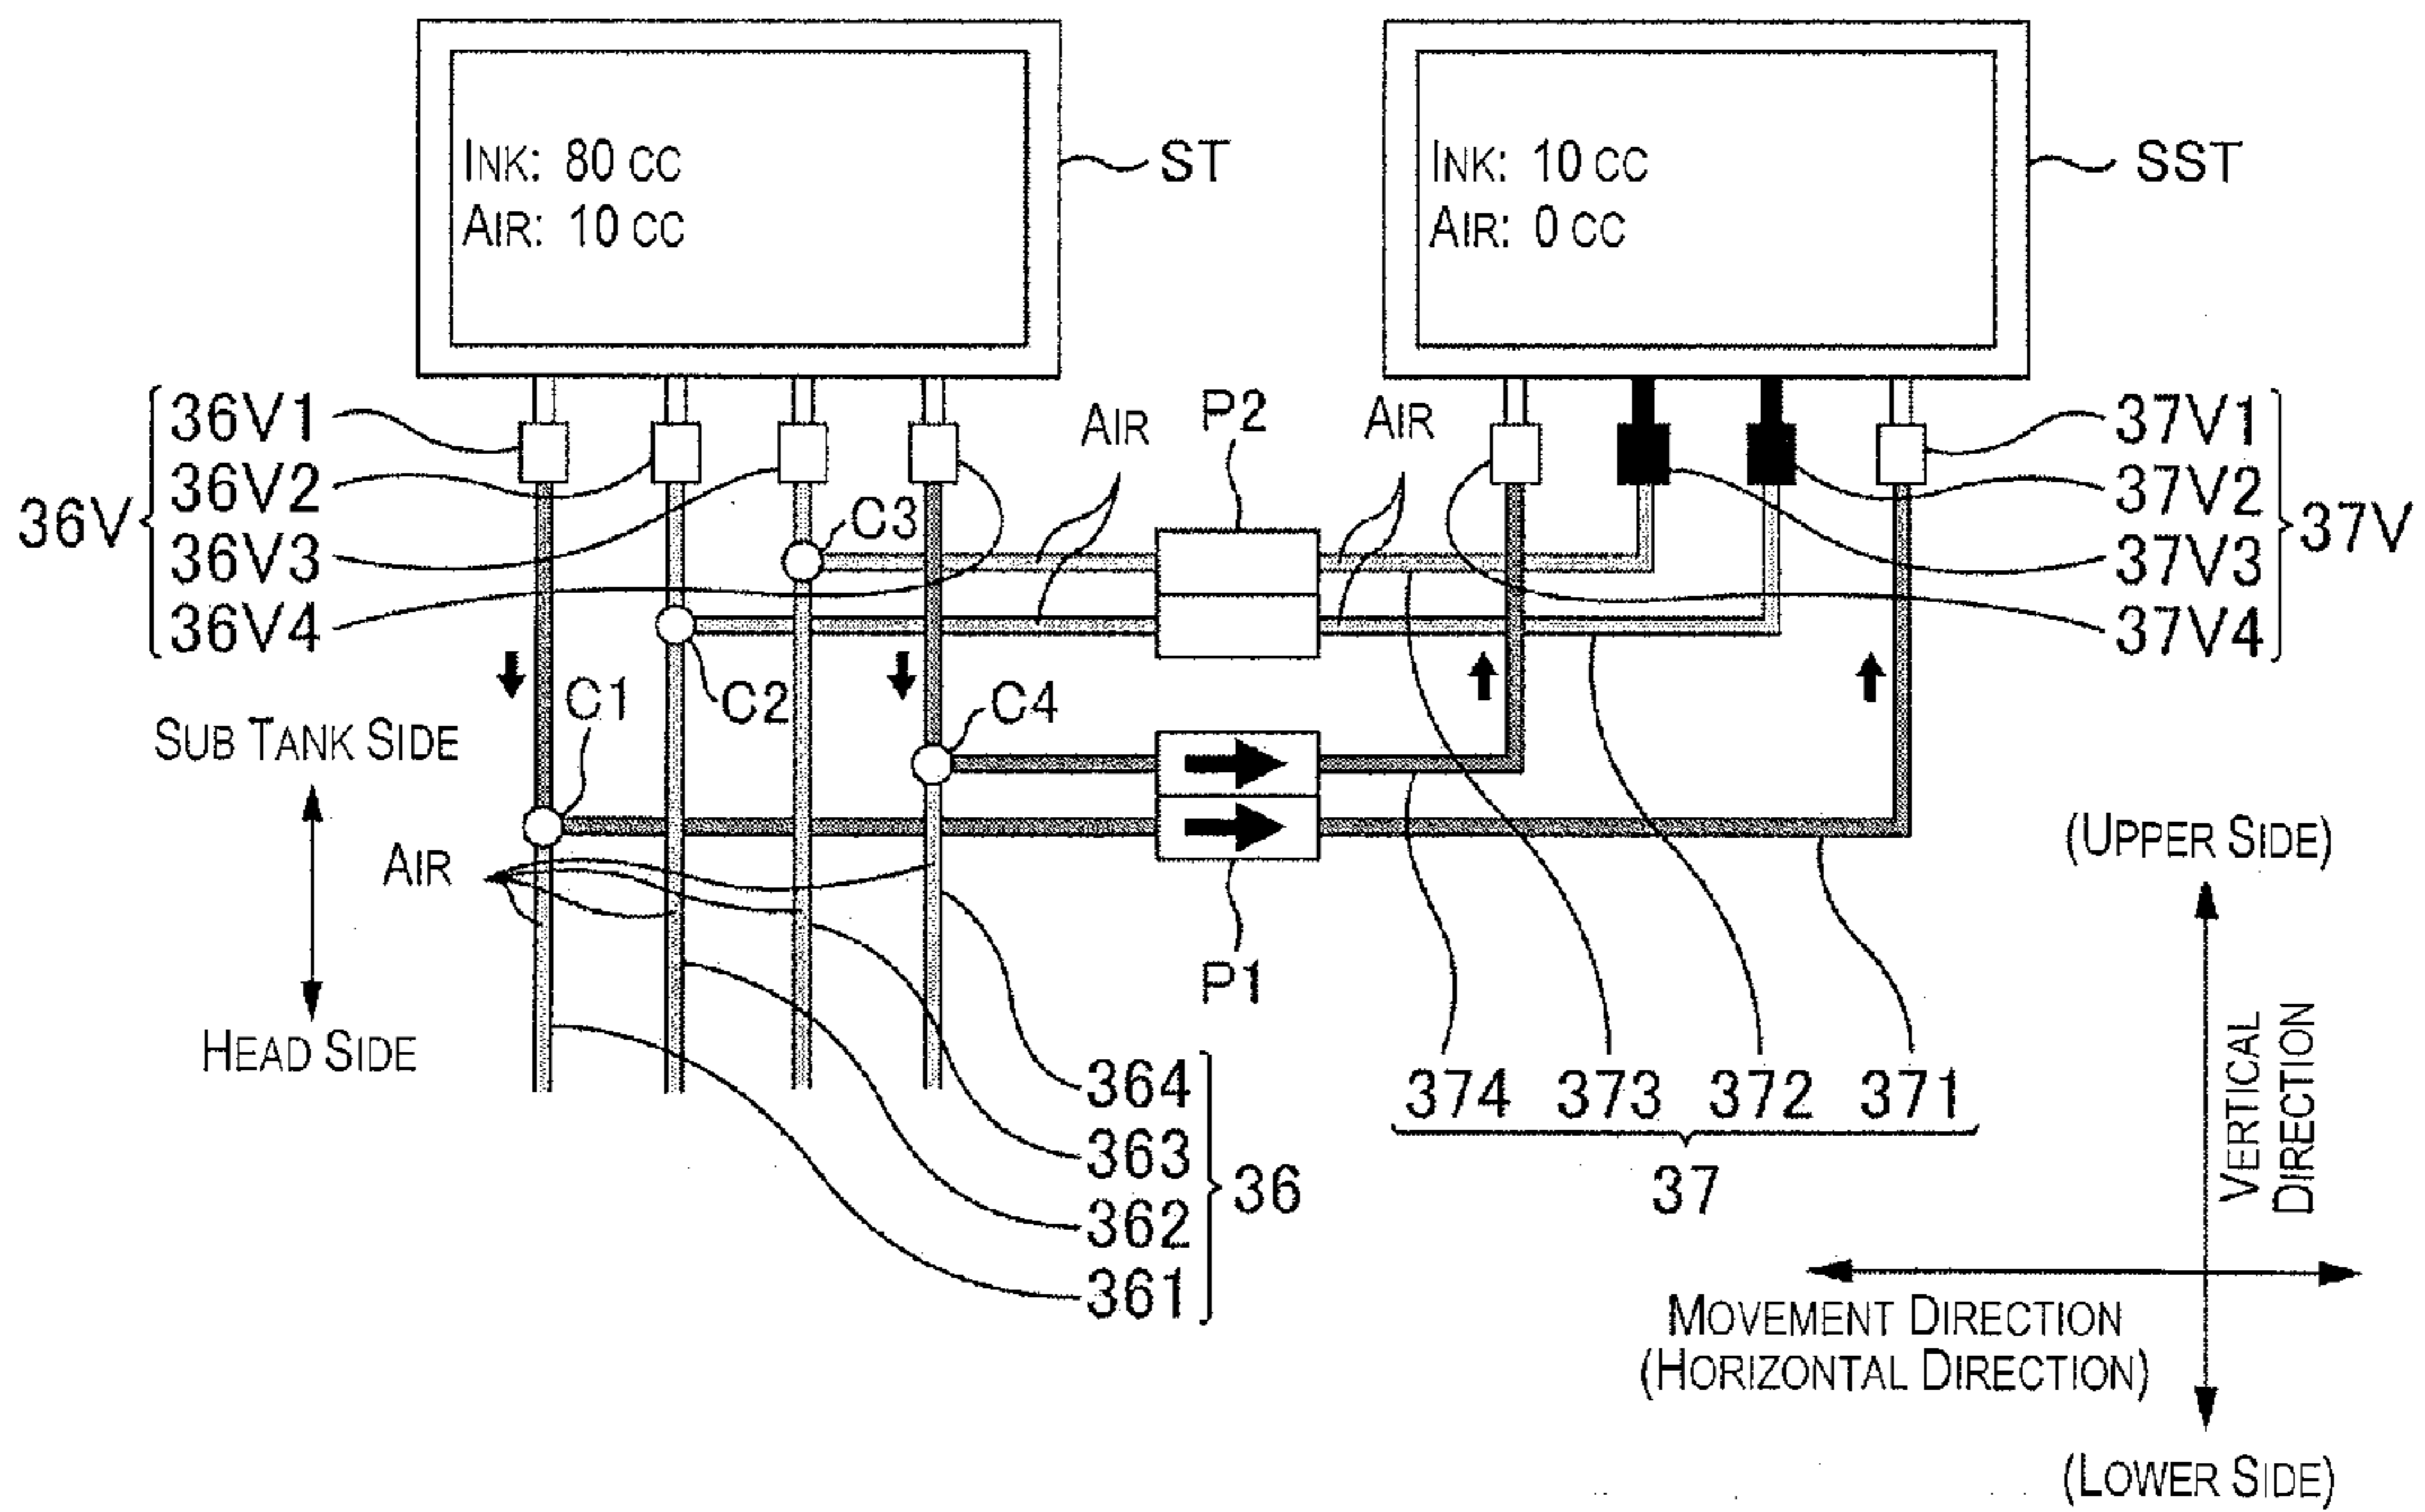 INK: 80 CC
AIR: 10 CC
ST
INK: 10 CC
AIR: 0 CC
SST
36V1
36V2
36V3
36V4
36V
AIR
P2
AIR
37V1
37V2
37V3
37V4
37V
C3
C2
C1
C4
SUB TANK SIDE
HEAD SIDE
AIR
P1
(UPPER SIDE)
VERTICAL
DIRECTION
364
363
362
361
36
374 373 372 371
37
MOVEMENT DIRECTION
(HORIZONTAL DIRECTION)
(LOWER SIDE)